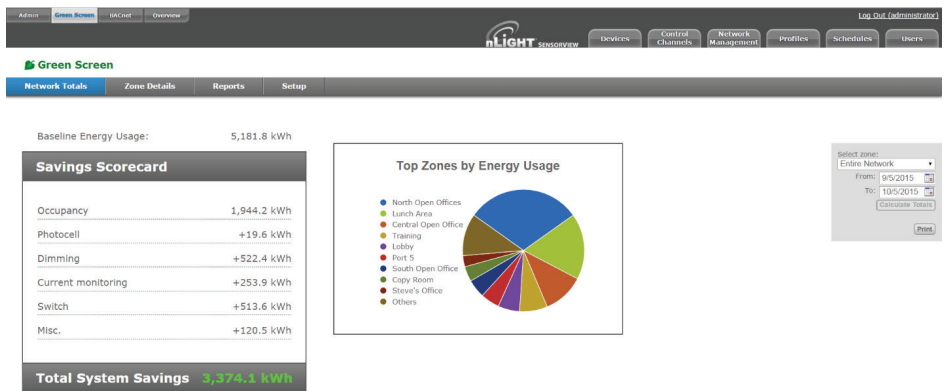 Admin Green Screen BACnet Overview
Log Out (administrator)
nLIGHT SENSORVIEW
Devices
Control Channels
Network Management
Profiles
Schedules
Users
Green Screen
Network Totals Zone Details Reports Setup
Baseline Energy Usage: 5,181.8 kWh
Savings Scorecard
Occupancy 1,944.2 kWh
Photocell +19.6 kWh
Dimming +522.4 kWh
Current monitoring +253.9 kWh
Switch +513.6 kWh
Misc. +120.5 kWh
Total System Savings 3,374.1 kWh
Top Zones by Energy Usage
North Open Offices
Lunch Area
Central Open Office
Training
Lobby
Port 5
South Open Office
Copy Room
Steve's Office
Others
Select zone:
Entire Network
From: 9/5/2015
To: 10/5/2015
Calculate Totals
Print